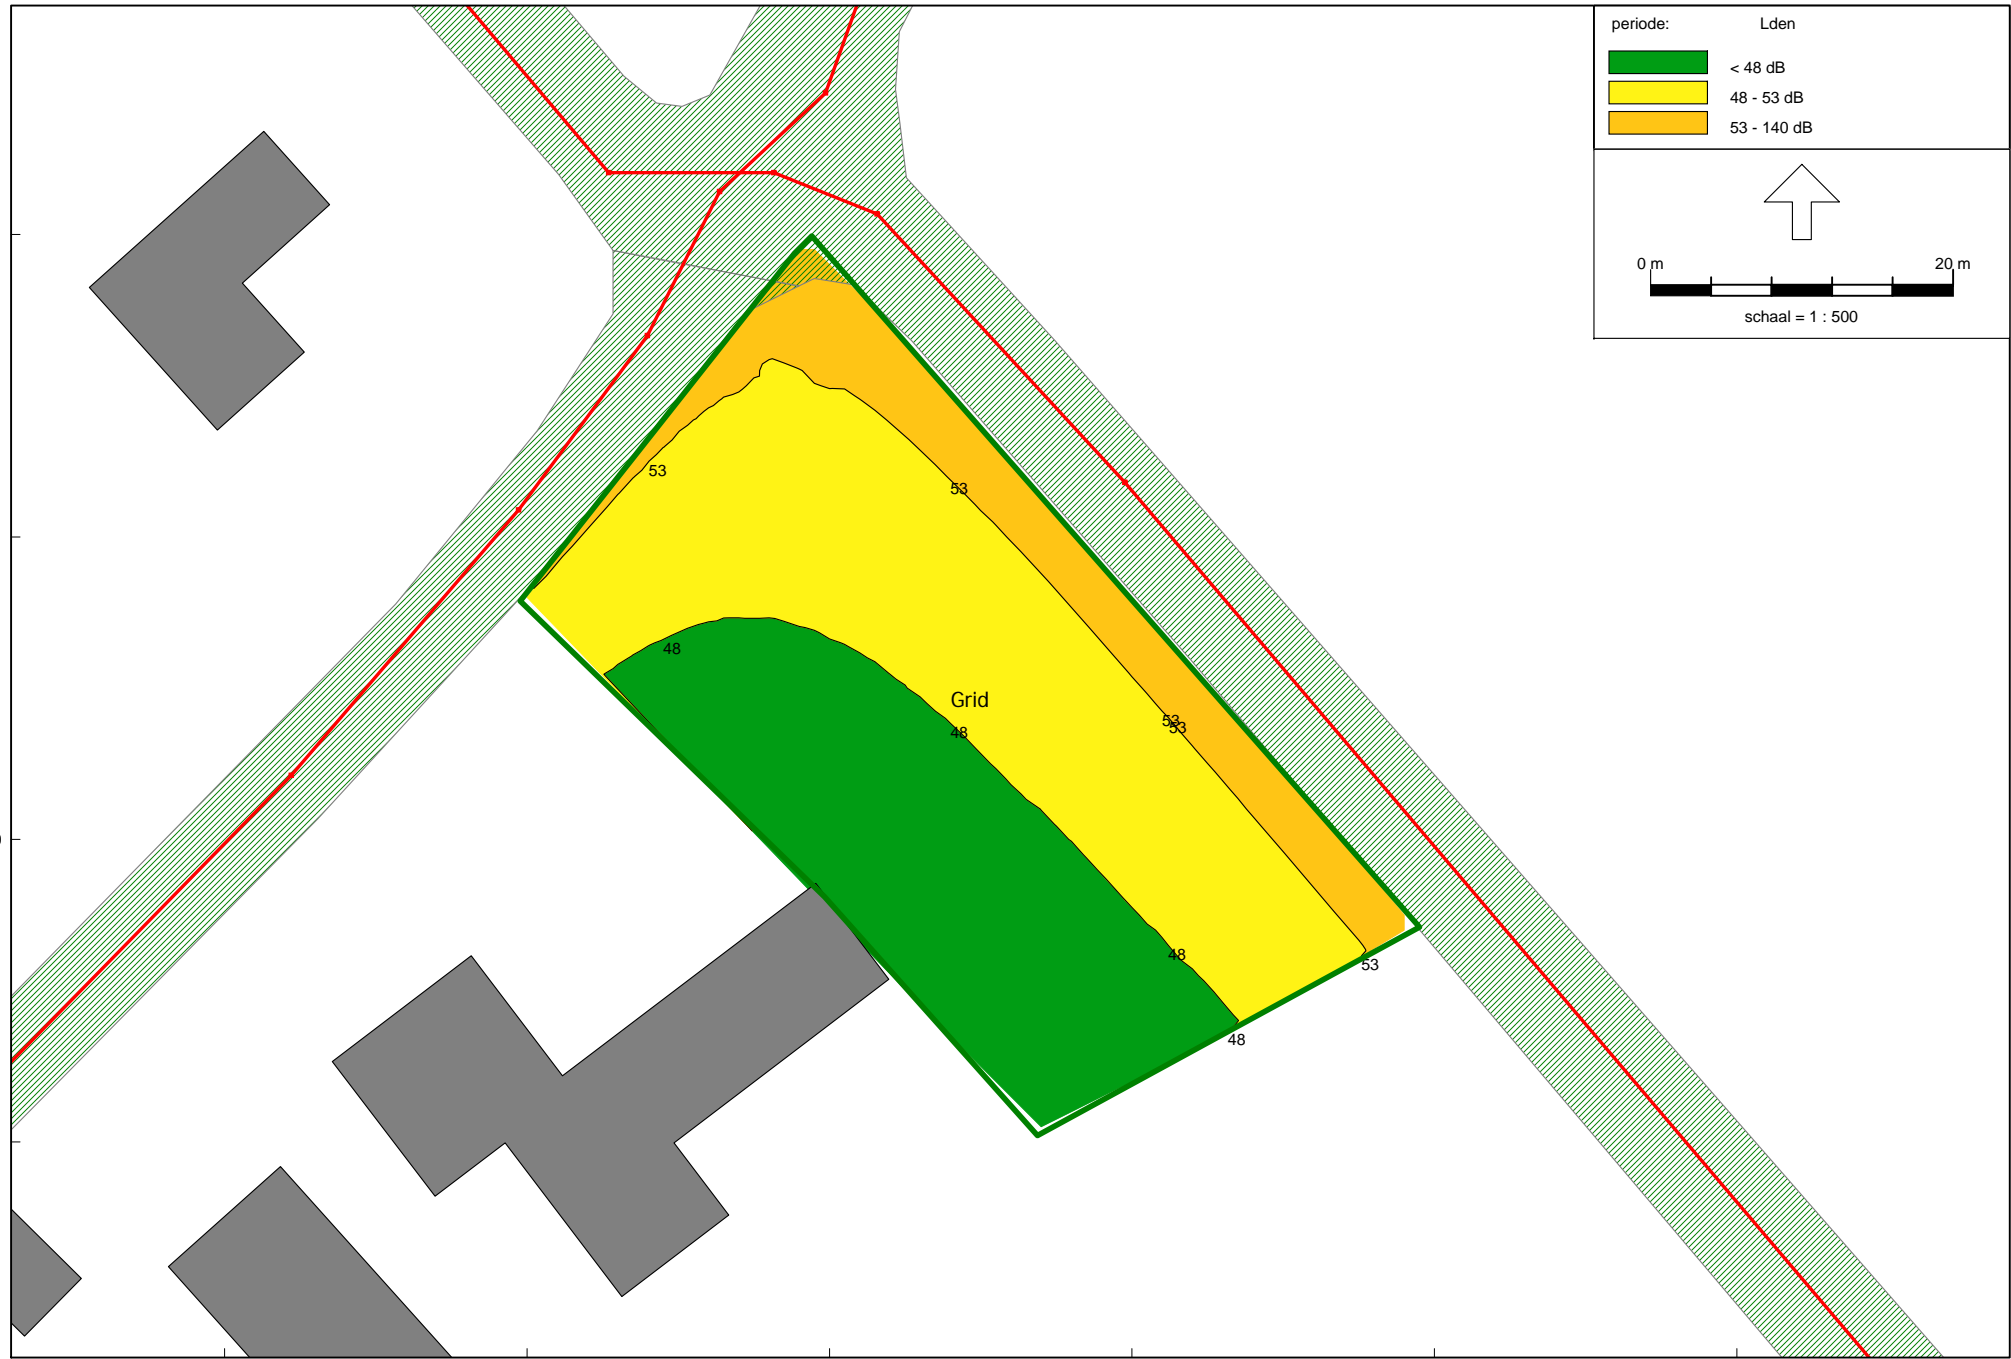 periode: Lden
< 48 dB
48 - 53 dB
53 - 140 dB
0 m 20 m
schaal = 1 : 500
53
53
48
Grid
53
53
48
48
53
48